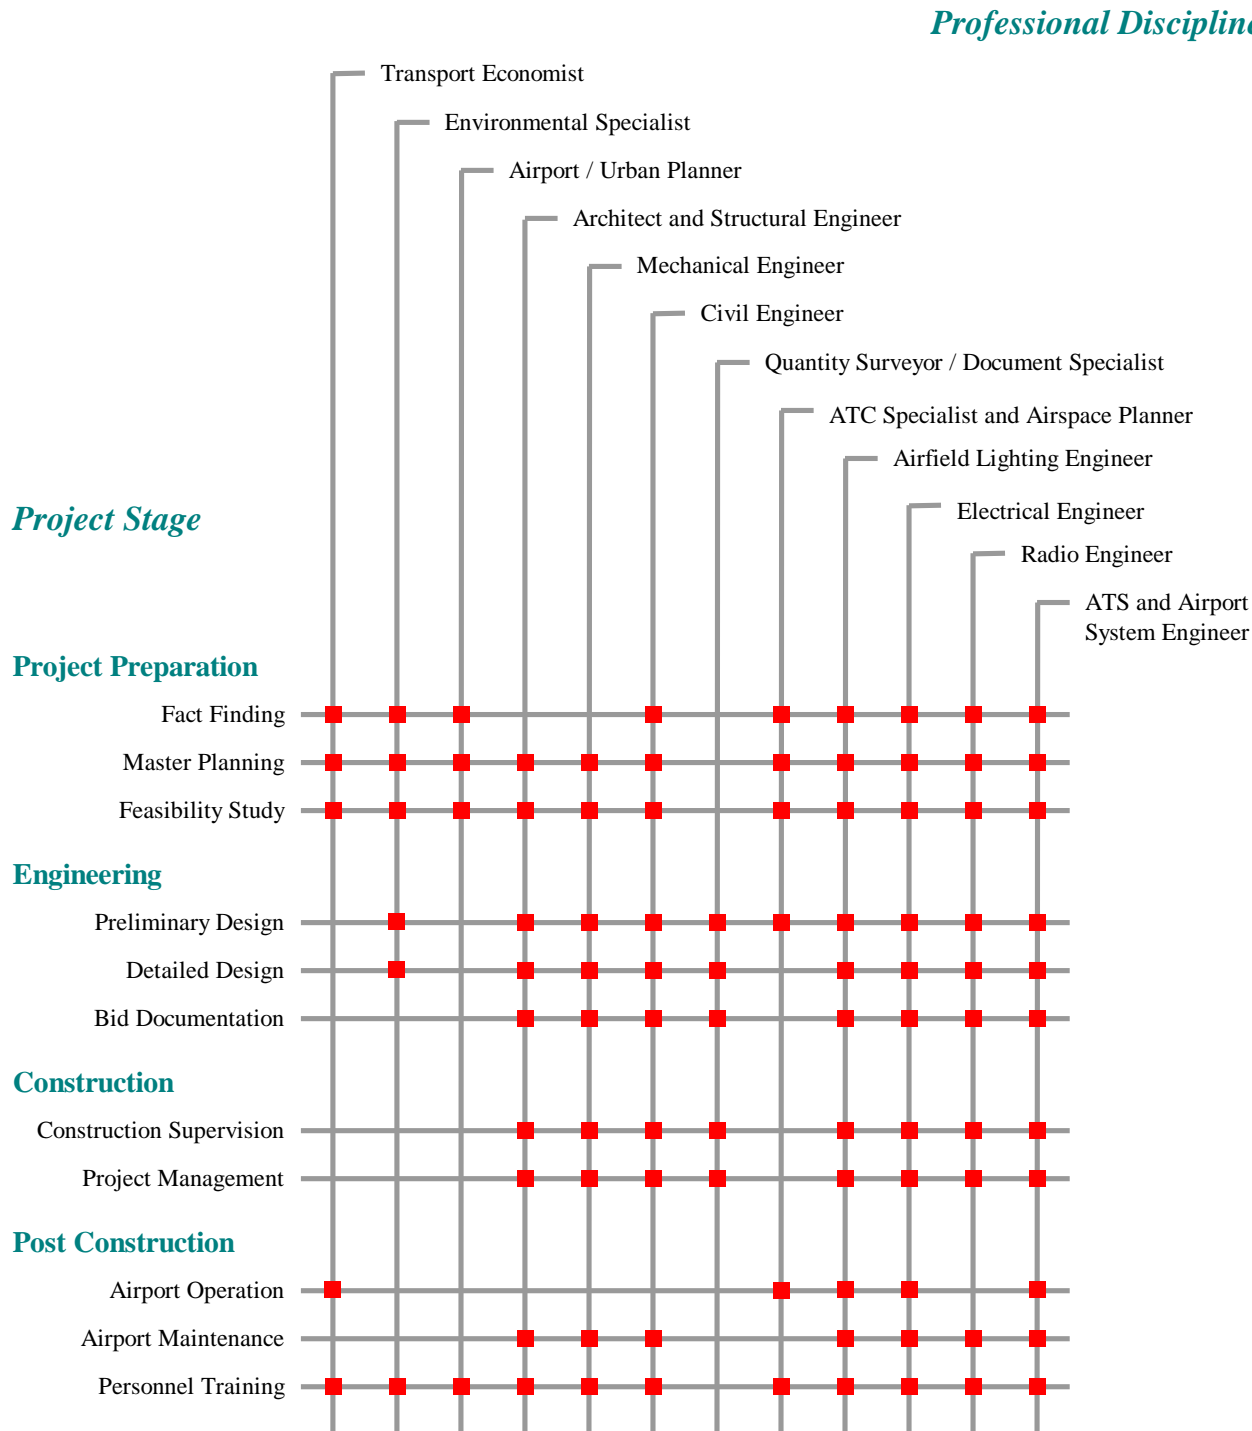 Professional Discipline
Transport Economist
Environmental Specialist
Airport / Urban Planner
Architect and Structural Engineer
Mechanical Engineer
Civil Engineer
Quantity Surveyor / Document Specialist
ATC Specialist and Airspace Planner
Airfield Lighting Engineer
Project Stage
Electrical Engineer
Radio Engineer
ATS and Airport
System Engineer
Project Preparation
Fact Finding
Master Planning
Feasibility Study
Engineering
Preliminary Design
Detailed Design
Bid Documentation
Construction
Construction Supervision
Project Management
Post Construction
Airport Operation
Airport Maintenance
Personnel Training